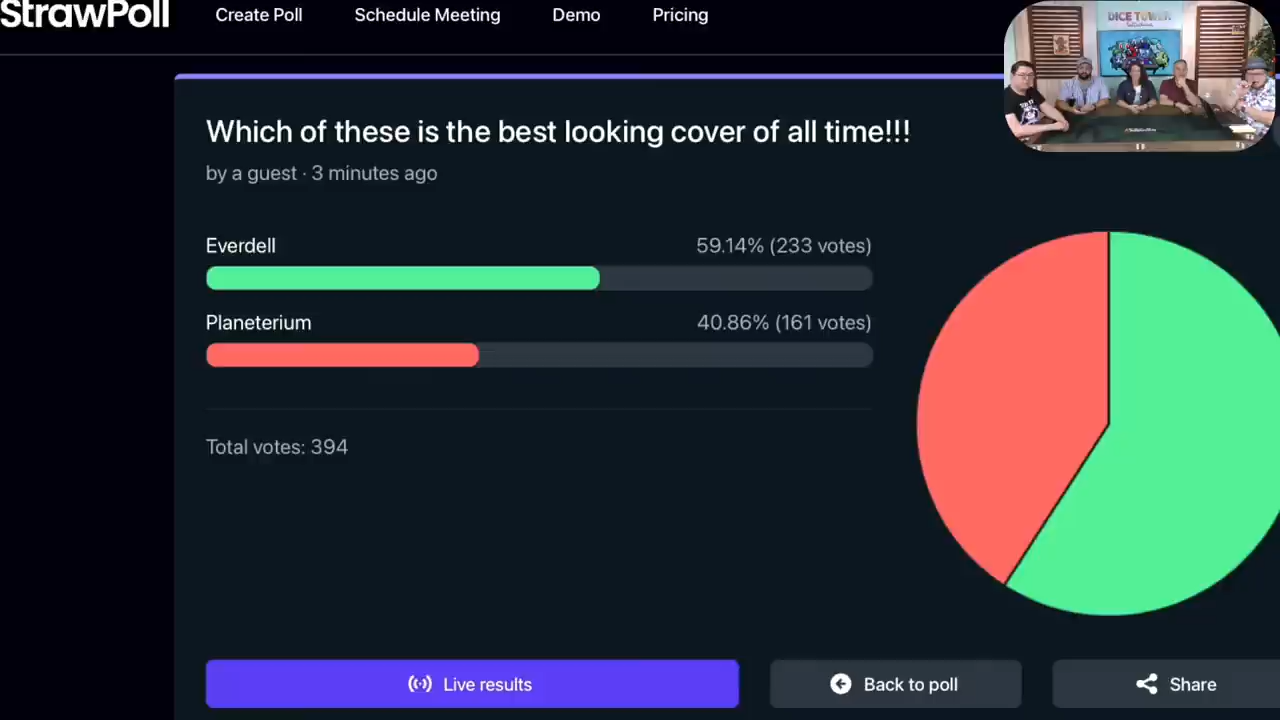 StrawPoll
Create Poll
Schedule Meeting
Demo
Pricing
DICE TOWER
Which of these is the best looking cover of all time!!!
by a guest · 3 minutes ago
Everdell
59.14% (233 votes)
Planeterium
40.86% (161 votes)
Total votes: 394
Live results
Back to poll
Share